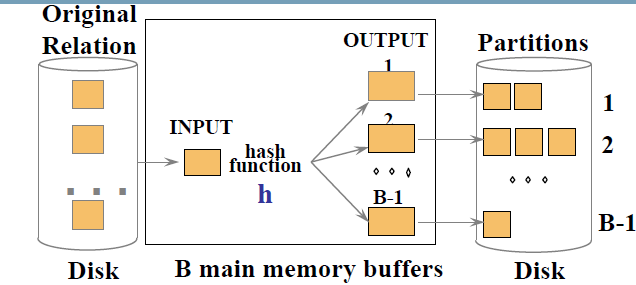 Original
Relation
OUTPUT
Partitions
1
1
INPUT
2
2
hash
function
h
B-1
B-1
Disk
B main memory buffers
Disk